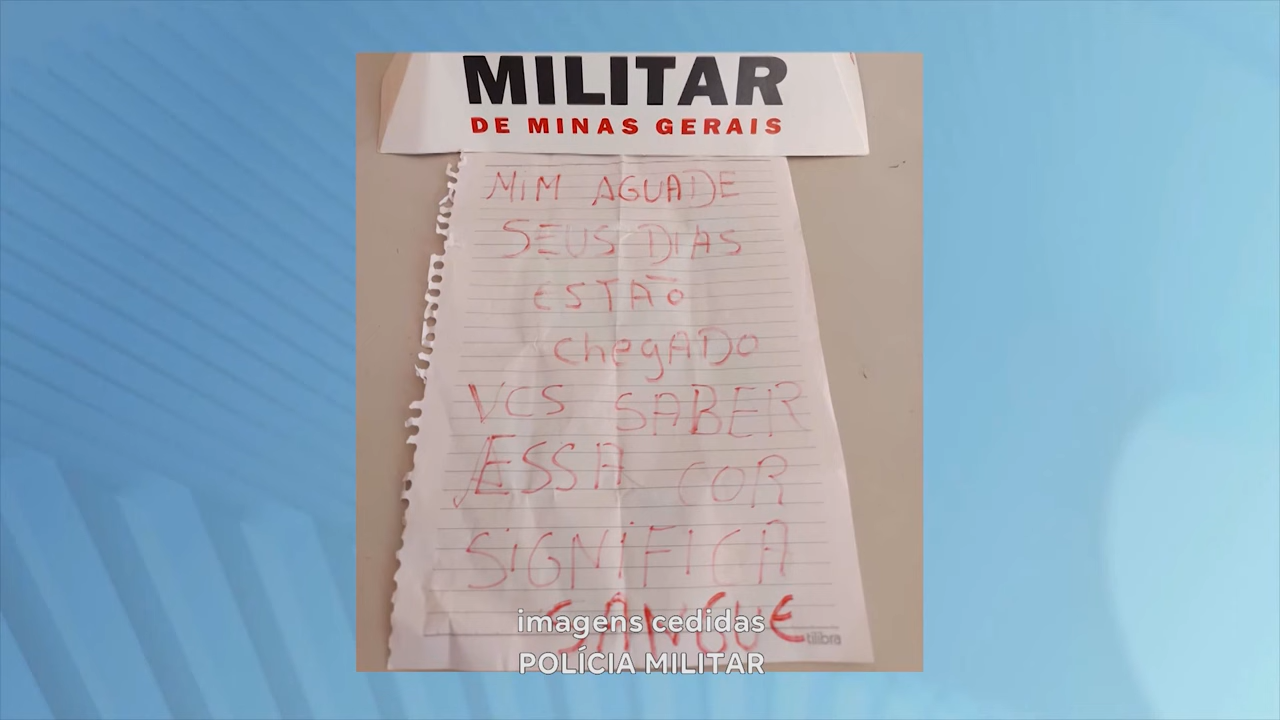 MILITAR
DE MINAS GERAIS
MIM AGUADE
SEUS DIAS
ESTÃO
chegADO
VCS SABER
ESSA COR
SIGNIFICA
SANGUE
tilibra
imagens cedidas
POLÍCIA MILITAR